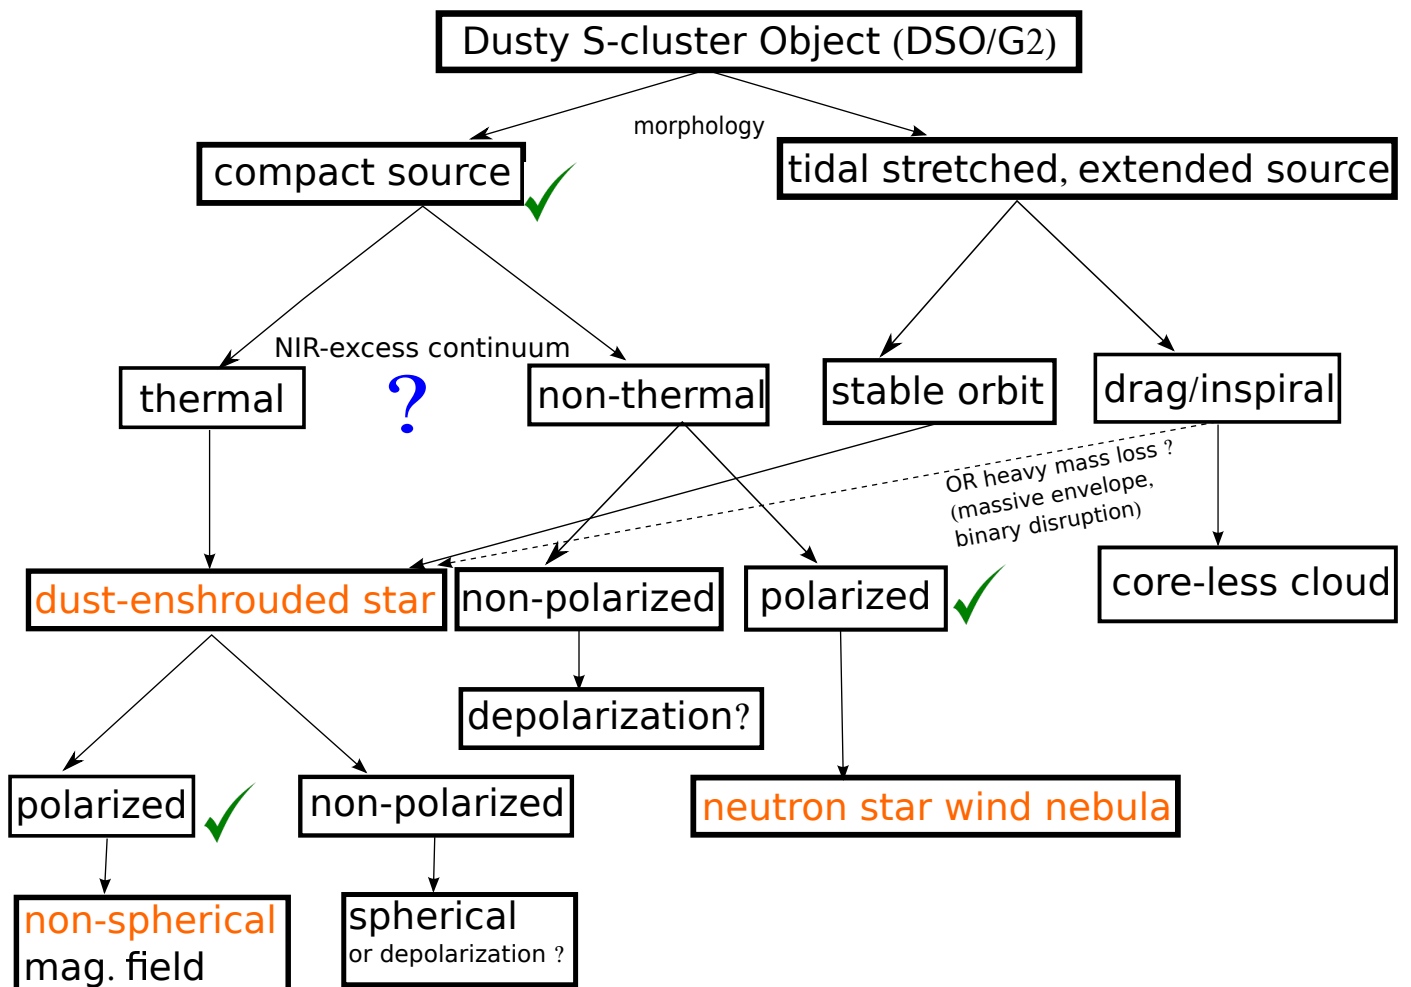 Dusty S-cluster Object (DSO/G2)
morphology
compact source
tidal stretched, extended source
NIR-excess continuum
?
thermal
non-thermal
stable orbit
drag/inspiral
OR heavy mass loss ?
(massive envelope,
binary disruption)
dust-enshrouded star
non-polarized
polarized
core-less cloud
depolarization?
polarized
non-polarized
neutron star wind nebula
non-spherical
mag. field
spherical
or depolarization ?